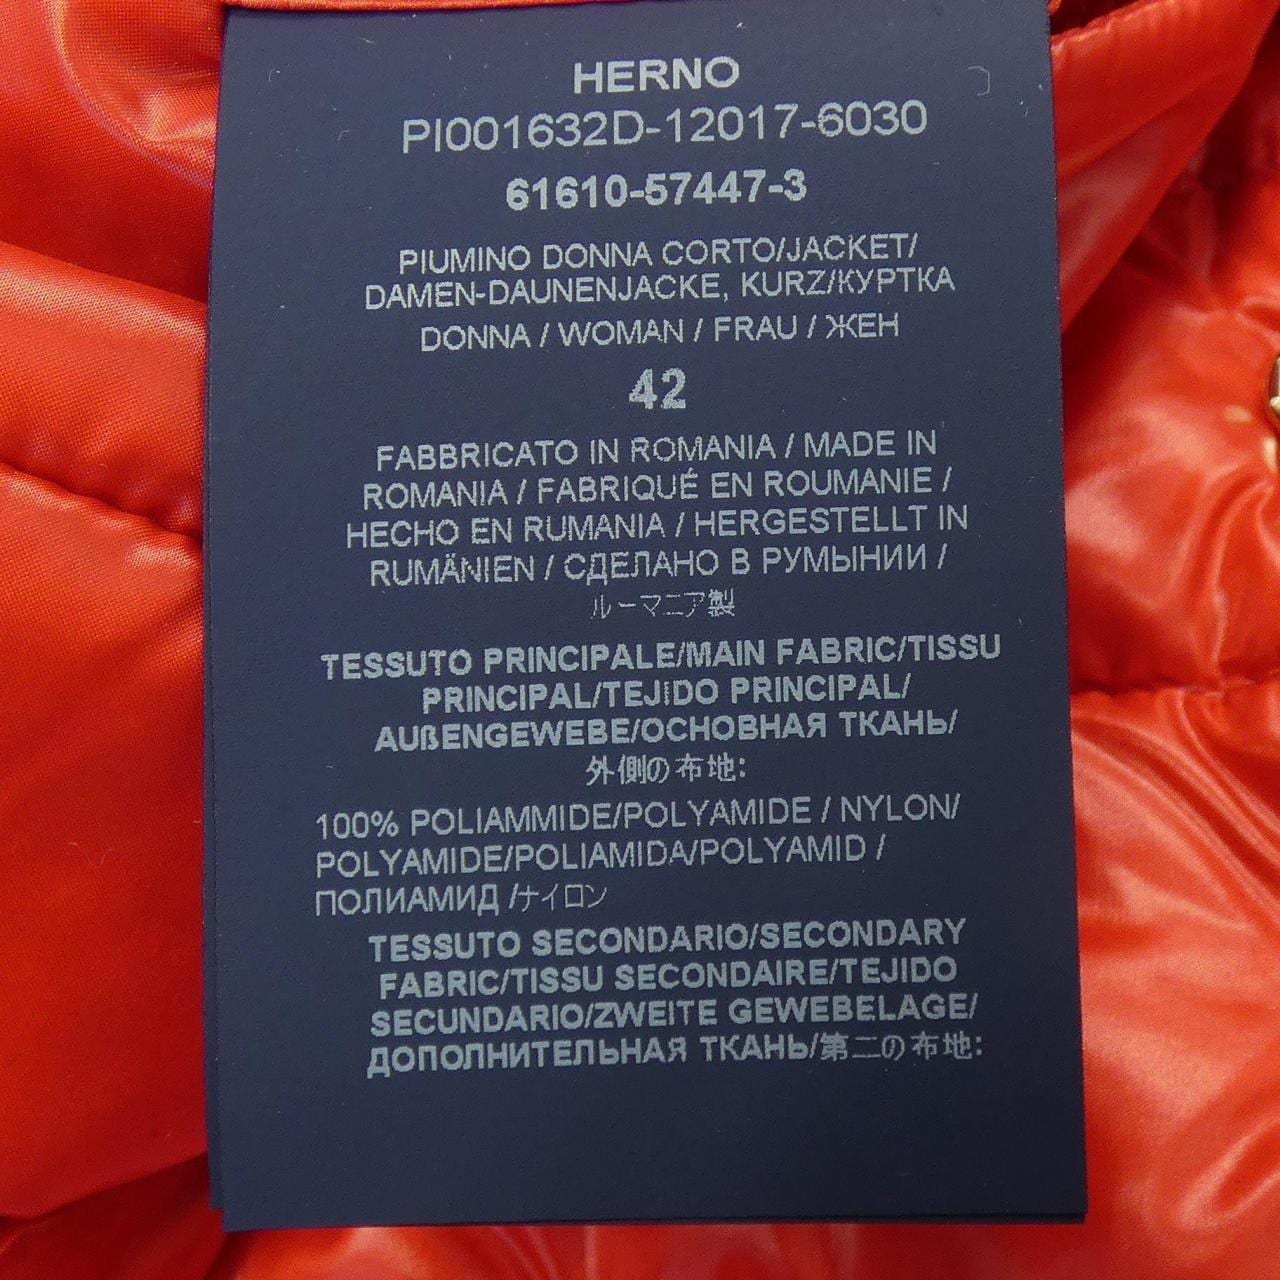 HERNO
PI001632D-12017-6030
61610-57447-3
PIUMINO DONNA CORTO/JACKET/
DAMEN-DAUNENJACKE, KURZ/КУРТКА
DONNA / WOMAN / FRAU / ЖЕН
42
FABBRICATO IN ROMANIA / MADE IN
ROMANIA / FABRIQUÉ EN ROUMANIE /
HECHO EN RUMANIA / HERGESTELLT IN
RUMÄNIEN / СДЕЛАНО В РУМЫНИИ /
ルーマニア製
TESSUTO PRINCIPALE/MAIN FABRIC/TISSU
PRINCIPAL/TEJIDO PRINCIPAL/
AUßENGEWEBE/ОСНОВНАЯ ТКАНЬ/
外側の布地:
100% POLIAMMIDE/POLYAMIDE / NYLON/
POLYAMIDE/POLIAMIDA/POLYAMID /
ПОЛИАМИД /ナイロン
TESSUTO SECONDARIO/SECONDARY
FABRIC/TISSU SECONDAIRE/TEJIDO
SECUNDARIO/ZWEITE GEWEBELAGE/
ДОПОЛНИТЕЛЬНАЯ ТКАНЬ/第二の布地: